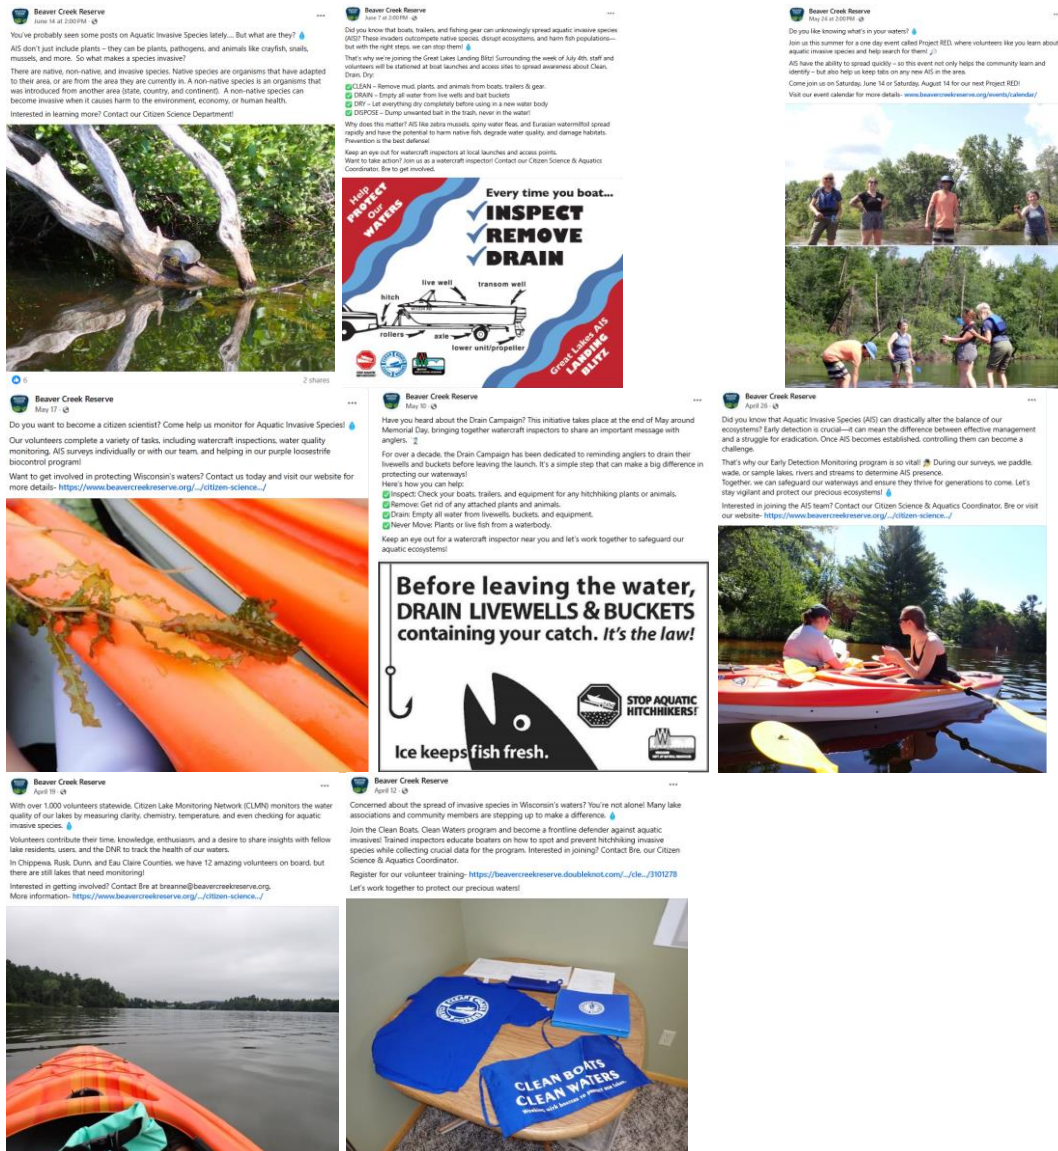 Beaver Creek Reserve
June 14 at 2:00 PM
You've probably seen some posts on Aquatic Invasive Species lately.... But what are they? 💧
AIS don't just include plants – they can be plants, pathogens, and animals like crayfish, snails,
mussels, and more. So what makes a species invasive?
There are native, non-native, and invasive species. Native species are organisms that have adapted
to their area, or are from the area they are currently in. A non-native species is an organisms that
was introduced from another area (state, country, and continent). A non-native species can
become invasive when it causes harm to the environment, economy, or human health.
Interested in learning more? Contact our Citizen Science Department!
6
2 shares
Beaver Creek Reserve
June 7 at 2:00 PM
Did you know that boats, trailers, and fishing gear can unknowingly spread aquatic invasive species
(AIS)? These invaders outcompete native species, disrupt ecosystems, and harm fish populations—
but with the right steps, we can stop them! 💧
That's why we're joining the Great Lakes Landing Blitz! Surrounding the week of July 4th, staff and
volunteers will be stationed at boat launches and access sites to spread awareness about Clean,
Drain, Dry:
✅CLEAN – Remove mud, plants, and animals from boats, trailers & gear.
✅ DRAIN – Empty all water from live wells and bait buckets
✅ DRY – Let everything dry completely before using in a new water body
✅ DISPOSE – Dump unwanted bait in the trash, never in the water!
Why does this matter? AIS like zebra mussels, spiny water fleas, and Eurasian watermilfoil spread
rapidly and have the potential to harm native fish, degrade water quality, and damage habitats.
Prevention is the best defense!
Keep an eye out for watercraft inspectors at local launches and access points.
Want to take action? Join us as a watercraft inspector! Contact our Citizen Science & Aquatics
Coordinator, Bre to get involved.
Help
PROTECT
Our
WATERS
Every time you boat...
INSPECT
REMOVE
DRAIN
live well
transom well
hitch
rollers
axle
lower unit/propeller
Great Lakes AIS
LANDING
BLITZ
Beaver Creek Reserve
May 24 at 2:00 PM
Do you like knowing what's in your waters? 💧
Join us this summer for a one day event called Project RED, where volunteers like you learn about
aquatic invasive species and help search for them! 🔎
AIS have the ability to spread quickly – so this event not only helps the community learn and
identify – but also help us keep tabs on any new AIS in the area.
Come join us on Saturday, June 14 or Saturday, August 14 for our next Project RED!
Visit our event calendar for more details- www.beavercreekreserve.org/events/calendar/
Beaver Creek Reserve
May 17
Do you want to become a citizen scientist? Come help us monitor for Aquatic Invasive Species! 💧
Our volunteers complete a variety of tasks, including watercraft inspections, water quality
monitoring, AIS surveys individually or with our team, and helping in our purple loosestrife
biocontrol program!
Want to get involved in protecting Wisconsin's waters? Contact us today and visit our website for
more details- https://www.beavercreekreserve.org/.../citizen-science.../
Beaver Creek Reserve
May 10
Have you heard about the Drain Campaign? This initiative takes place at the end of May around
Memorial Day, bringing together watercraft inspectors to share an important message with
anglers.
For over a decade, the Drain Campaign has been dedicated to reminding anglers to drain their
livewells and buckets before leaving the launch. It's a simple step that can make a big difference in
protecting our waterways!
Here's how you can help:
✅Inspect: Check your boats, trailers, and equipment for any hitchhiking plants or animals.
✅Remove: Get rid of any attached plants and animals.
✅Drain: Empty all water from livewells, buckets, and equipment.
✅Never Move: Plants or live fish from a waterbody.
Keep an eye out for a watercraft inspector near you and let's work together to safeguard our
aquatic ecosystems!
Before leaving the water,
DRAIN LIVEWELLS & BUCKETS
containing your catch. It's the law!
STOP AQUATIC
HITCHHIKERS!
Ice keeps fish fresh.
Beaver Creek Reserve
April 26
Did you know that Aquatic Invasive Species (AIS) can drastically alter the balance of our
ecosystems? Early detection is crucial—it can mean the difference between effective management
and a struggle for eradication. Once AIS becomes established, controlling them can become a
challenge.
That's why our Early Detection Monitoring program is so vital! During our surveys, we paddle,
wade, or sample lakes, rivers and streams to determine AIS presence.
Together, we can safeguard our waterways and ensure they thrive for generations to come. Let's
stay vigilant and protect our precious ecosystems! 💧
Interested in joining the AIS team? Contact our Citizen Science & Aquatics Coordinator, Bre or visit
our website- https://www.beavercreekreserve.org/.../citizen-science.../
Beaver Creek Reserve
April 19
With over 1,000 volunteers statewide, Citizen Lake Monitoring Network (CLMN) monitors the water
quality of our lakes by measuring clarity, chemistry, temperature, and even checking for aquatic
invasive species. 💧
Volunteers contribute their time, knowledge, enthusiasm, and a desire to share insights with fellow
lake residents, users, and the DNR to track the health of our waters.
In Chippewa, Rusk, Dunn, and Eau Claire Counties, we have 12 amazing volunteers on board, but
there are still lakes that need monitoring!
Interested in getting involved? Contact Bre at breanne@beavercreekreserve.org.
More information- https://www.beavercreekreserve.org/.../citizen-science.../
Beaver Creek Reserve
April 12
Concerned about the spread of invasive species in Wisconsin's waters? You're not alone! Many lake
associations and community members are stepping up to make a difference. 💧
Join the Clean Boats, Clean Waters program and become a frontline defender against aquatic
invasives! Trained inspectors educate boaters on how to spot and prevent hitchhiking invasive
species while collecting crucial data for the program. Interested in joining? Contact Bre, our Citizen
Science & Aquatics Coordinator.
Register for our volunteer training- https://beavercreekreserve.doubleknot.com/.../cle.../3101278
Let's work together to protect our precious waters!
CLEAN BOATS
CLEAN WATERS